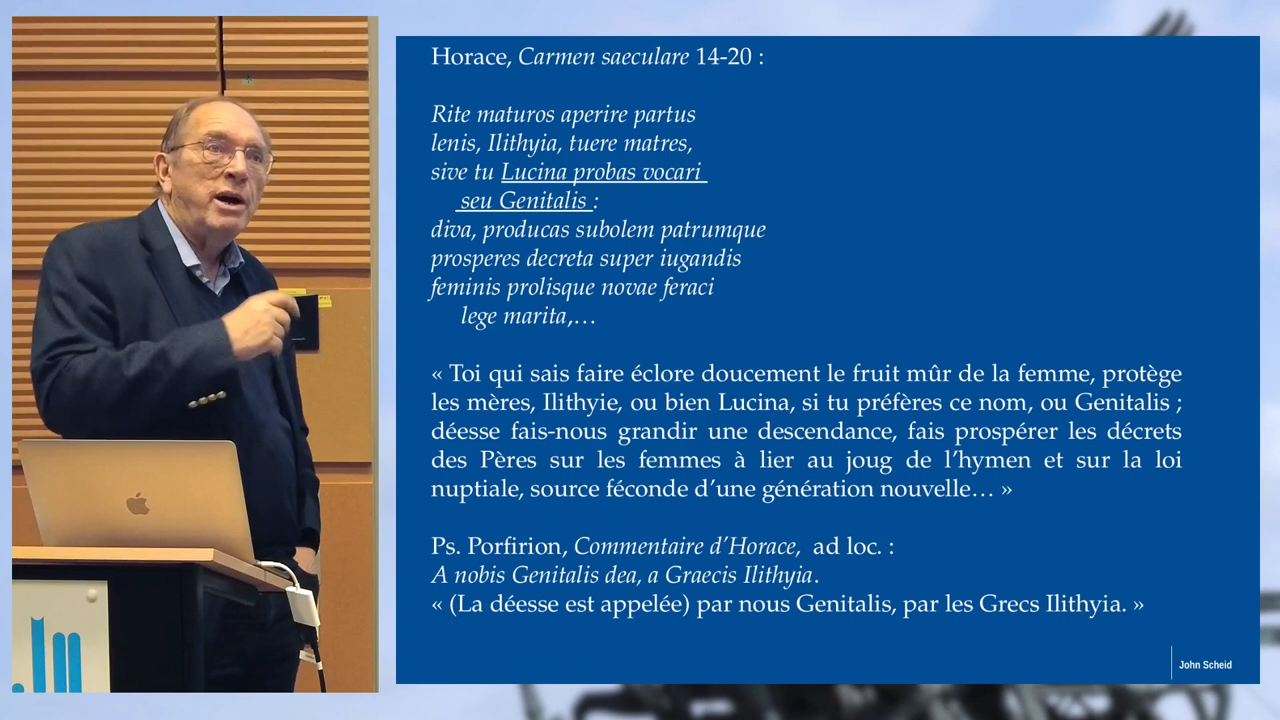 Horace, Carmen saeculare 14-20 :
Rite maturos aperire partus
lenis, Ilithyia, tuere matres,
sive tu Lucina probas vocari
seu Genitalis :
diva, producas subolem patrumque
prosperes decreta super iugandis
feminis prolisque novae feraci
lege marita,…
« Toi qui sais faire éclore doucement le fruit mûr de la femme, protège
les mères, Ilithyie, ou bien Lucina, si tu préfères ce nom, ou Genitalis ;
déesse fais-nous grandir une descendance, fais prospérer les décrets
des Pères sur les femmes à lier au joug de l’hymen et sur la loi
nuptiale, source féconde d’une génération nouvelle… »
Ps. Porfirion, Commentaire d’Horace, ad loc. :
A nobis Genitalis dea, a Graecis Ilithyia.
« (La déesse est appelée) par nous Genitalis, par les Grecs Ilithyia. »
John Scheid